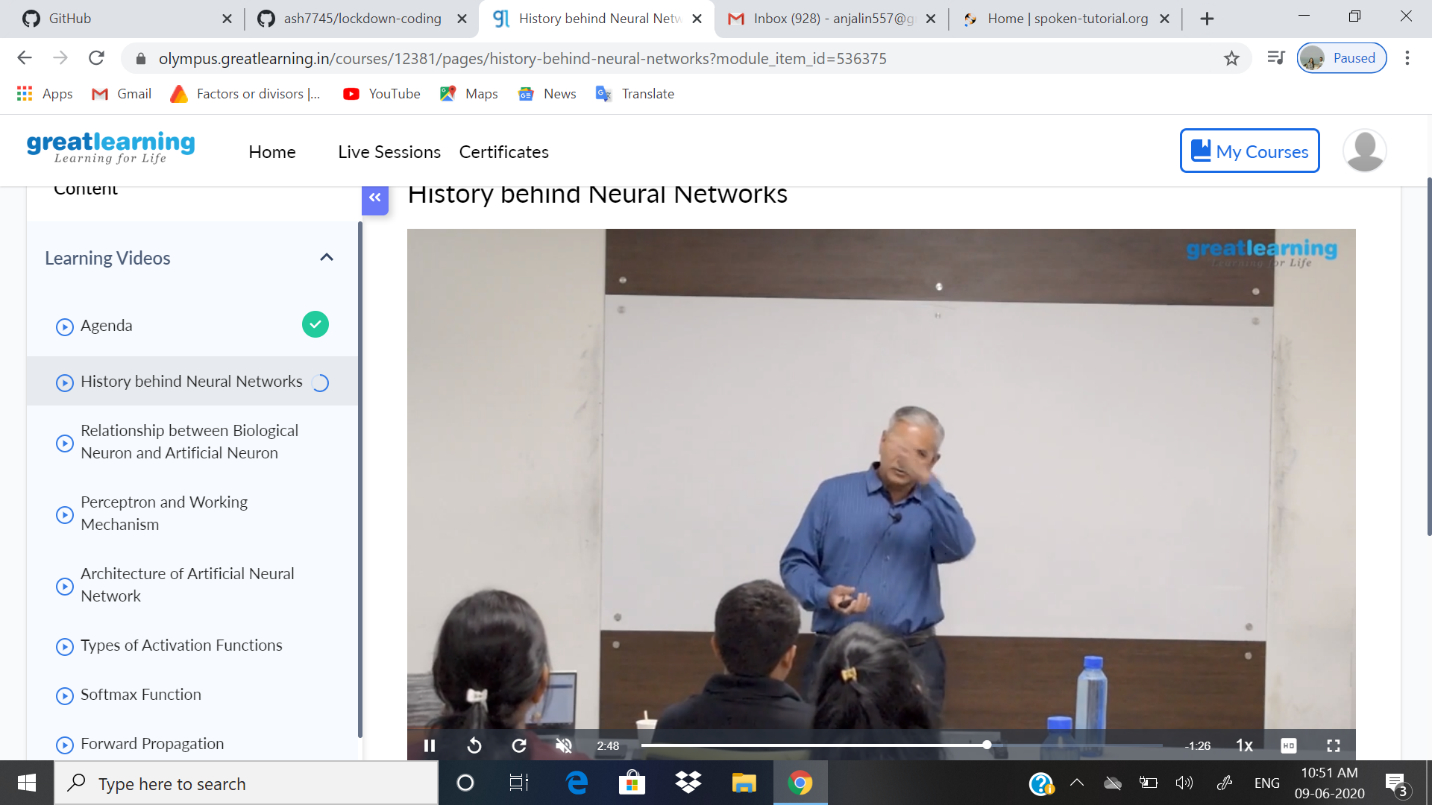 GitHub
ash7745/lockdown-coding
History behind Neural Netw
Inbox (928) - anjalin557@g
Home | spoken-tutorial.org
olympus.greatlearning.in/courses/12381/pages/history-behind-neural-networks?module_item_id=536375
Paused
Apps
Gmail
Factors or divisors |...
YouTube
Maps
News
Translate
greatlearning
Learning for Life
Home
Live Sessions
Certificates
My Courses
Content
History behind Neural Networks
Learning Videos
Agenda
History behind Neural Networks
Relationship between Biological
Neuron and Artificial Neuron
Perceptron and Working
Mechanism
Architecture of Artificial Neural
Network
Types of Activation Functions
Softmax Function
Forward Propagation
greatlearning
Learning for Life
2:48
-1:26
1x
HD
Type here to search
ENG
10:51 AM
09-06-2020
3